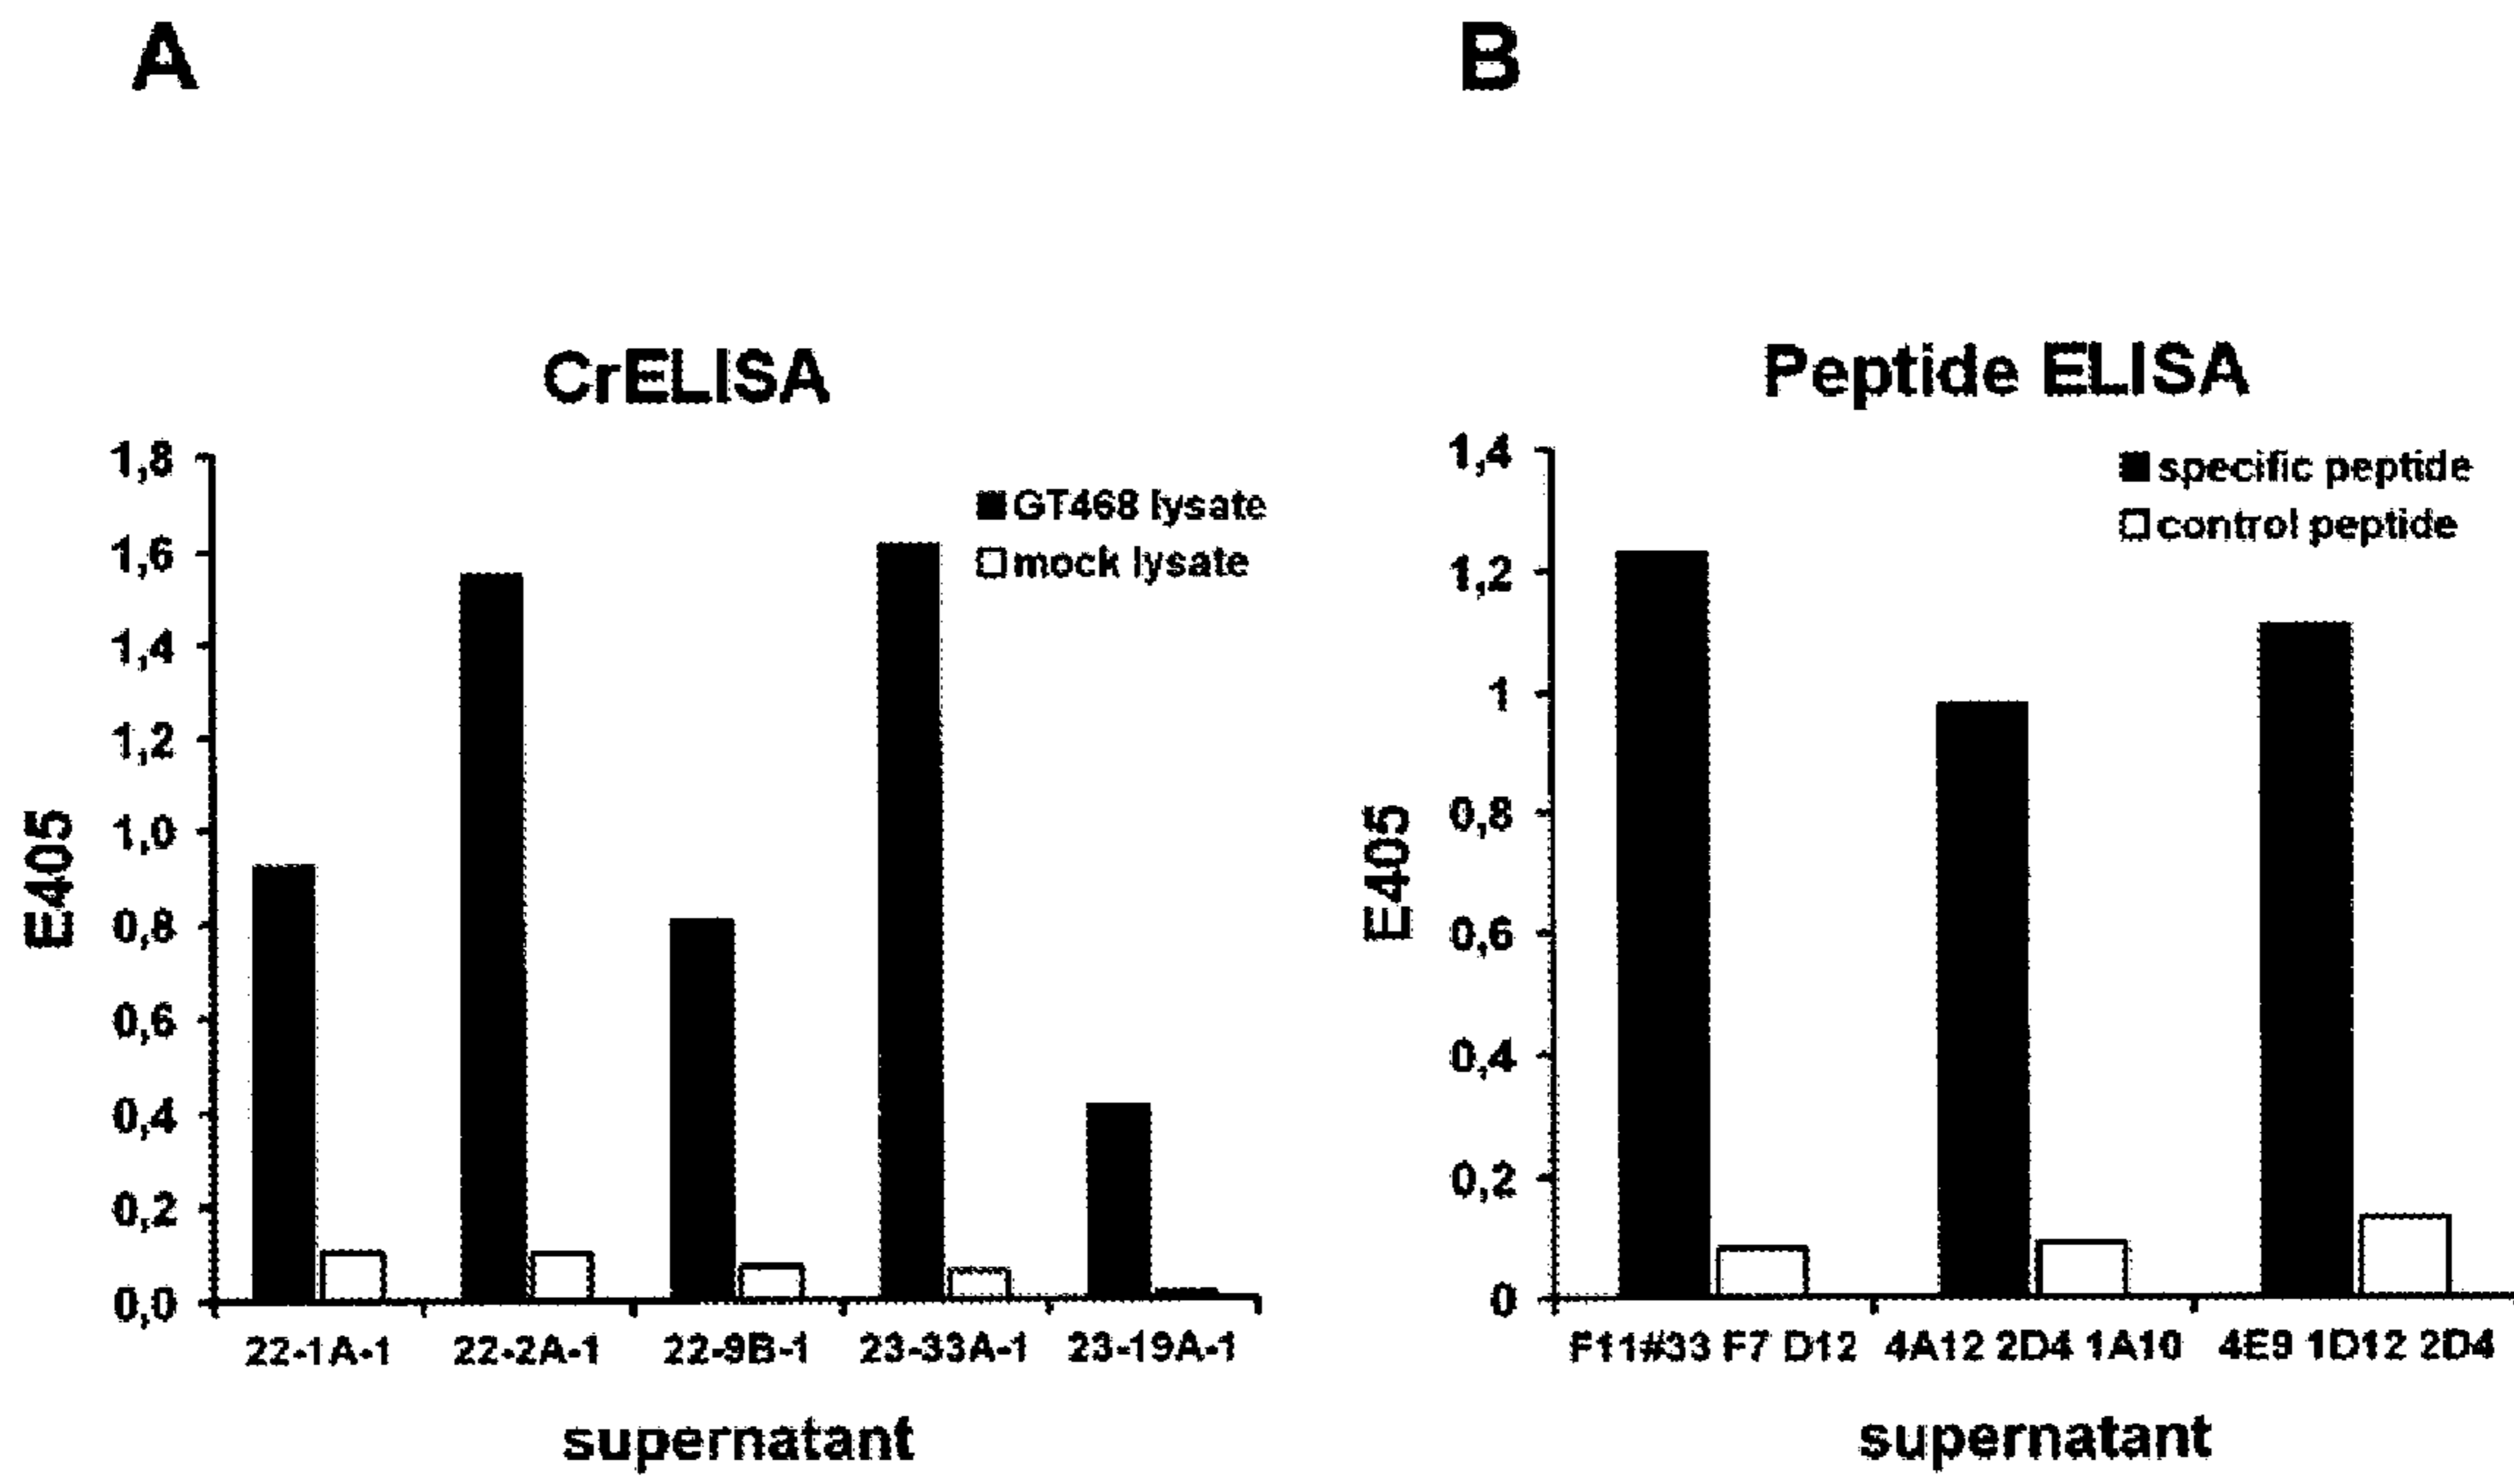 A
CrELISA
1,8
1,6
1,4
1,2
1,0
0,8
0,6
0,4
0,2
0,0
E405
GT468 lysate
mock lysate
22-1A-1 22-2A-1 22-9B-1 23-33A-1 23-19A-1
supernatant
B
Peptide ELISA
1,4
1,2
1
0,8
0,6
0,4
0,2
0
E405
specific peptide
control peptide
F11#33 F7 D12 4A12 2D4 1A10 4E9 1D12 2D4
supernatant